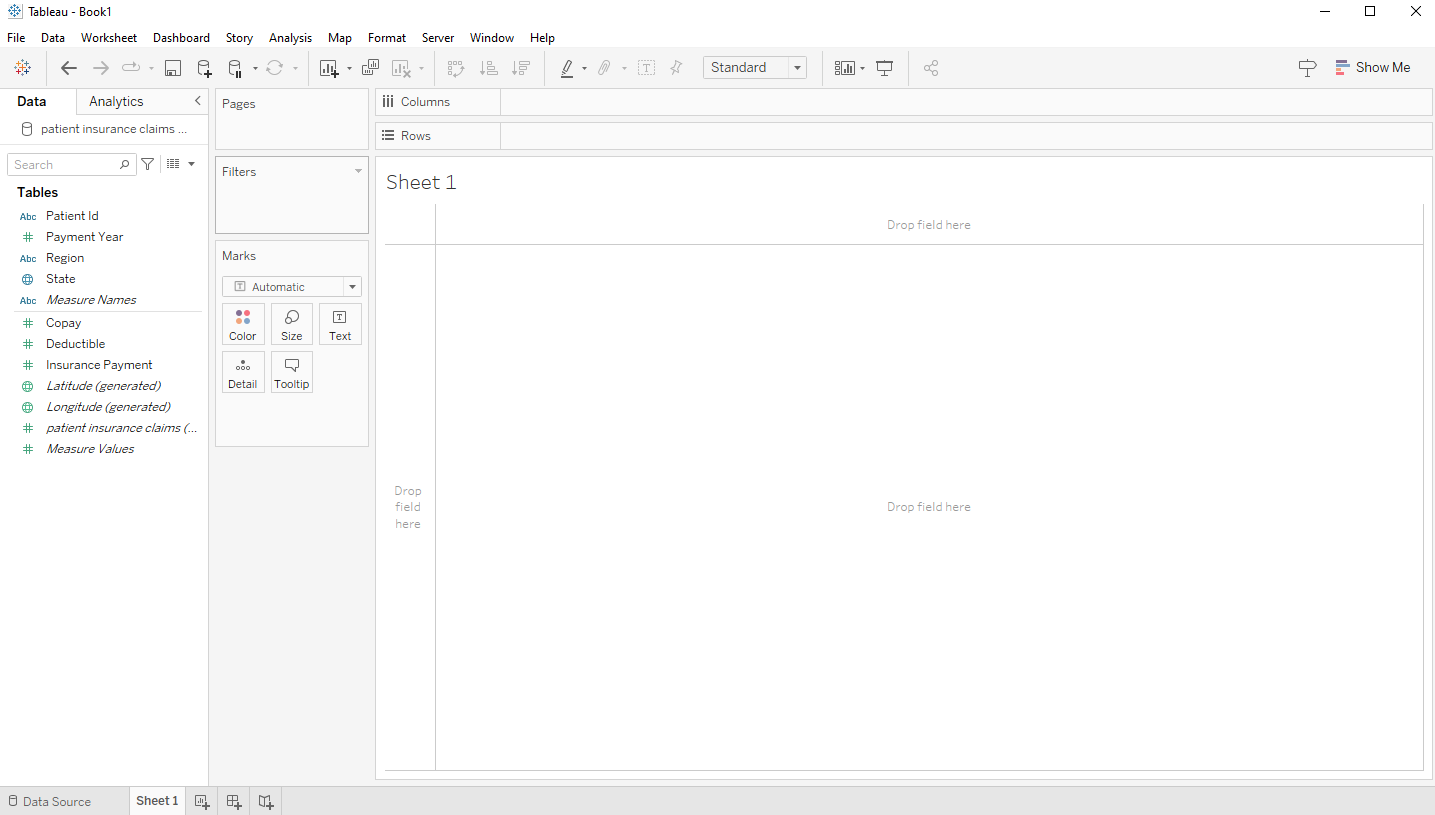 Tableau - Book1
File Data Worksheet Dashboard Story Analysis Map Format Server Window Help
Standard
Show Me
Data Analytics
patient insurance claims ...
Search
Tables
Abc Patient Id
# Payment Year
Abc Region
State
Abc Measure Names
# Copay
# Deductible
# Insurance Payment
Latitude (generated)
Longitude (generated)
# patient insurance claims (...
# Measure Values
Pages
Filters
Marks
T Automatic
Color Size Text
Detail Tooltip
Columns
Rows
Sheet 1
Drop field here
Drop
field
here
Drop field here
Data Source Sheet 1